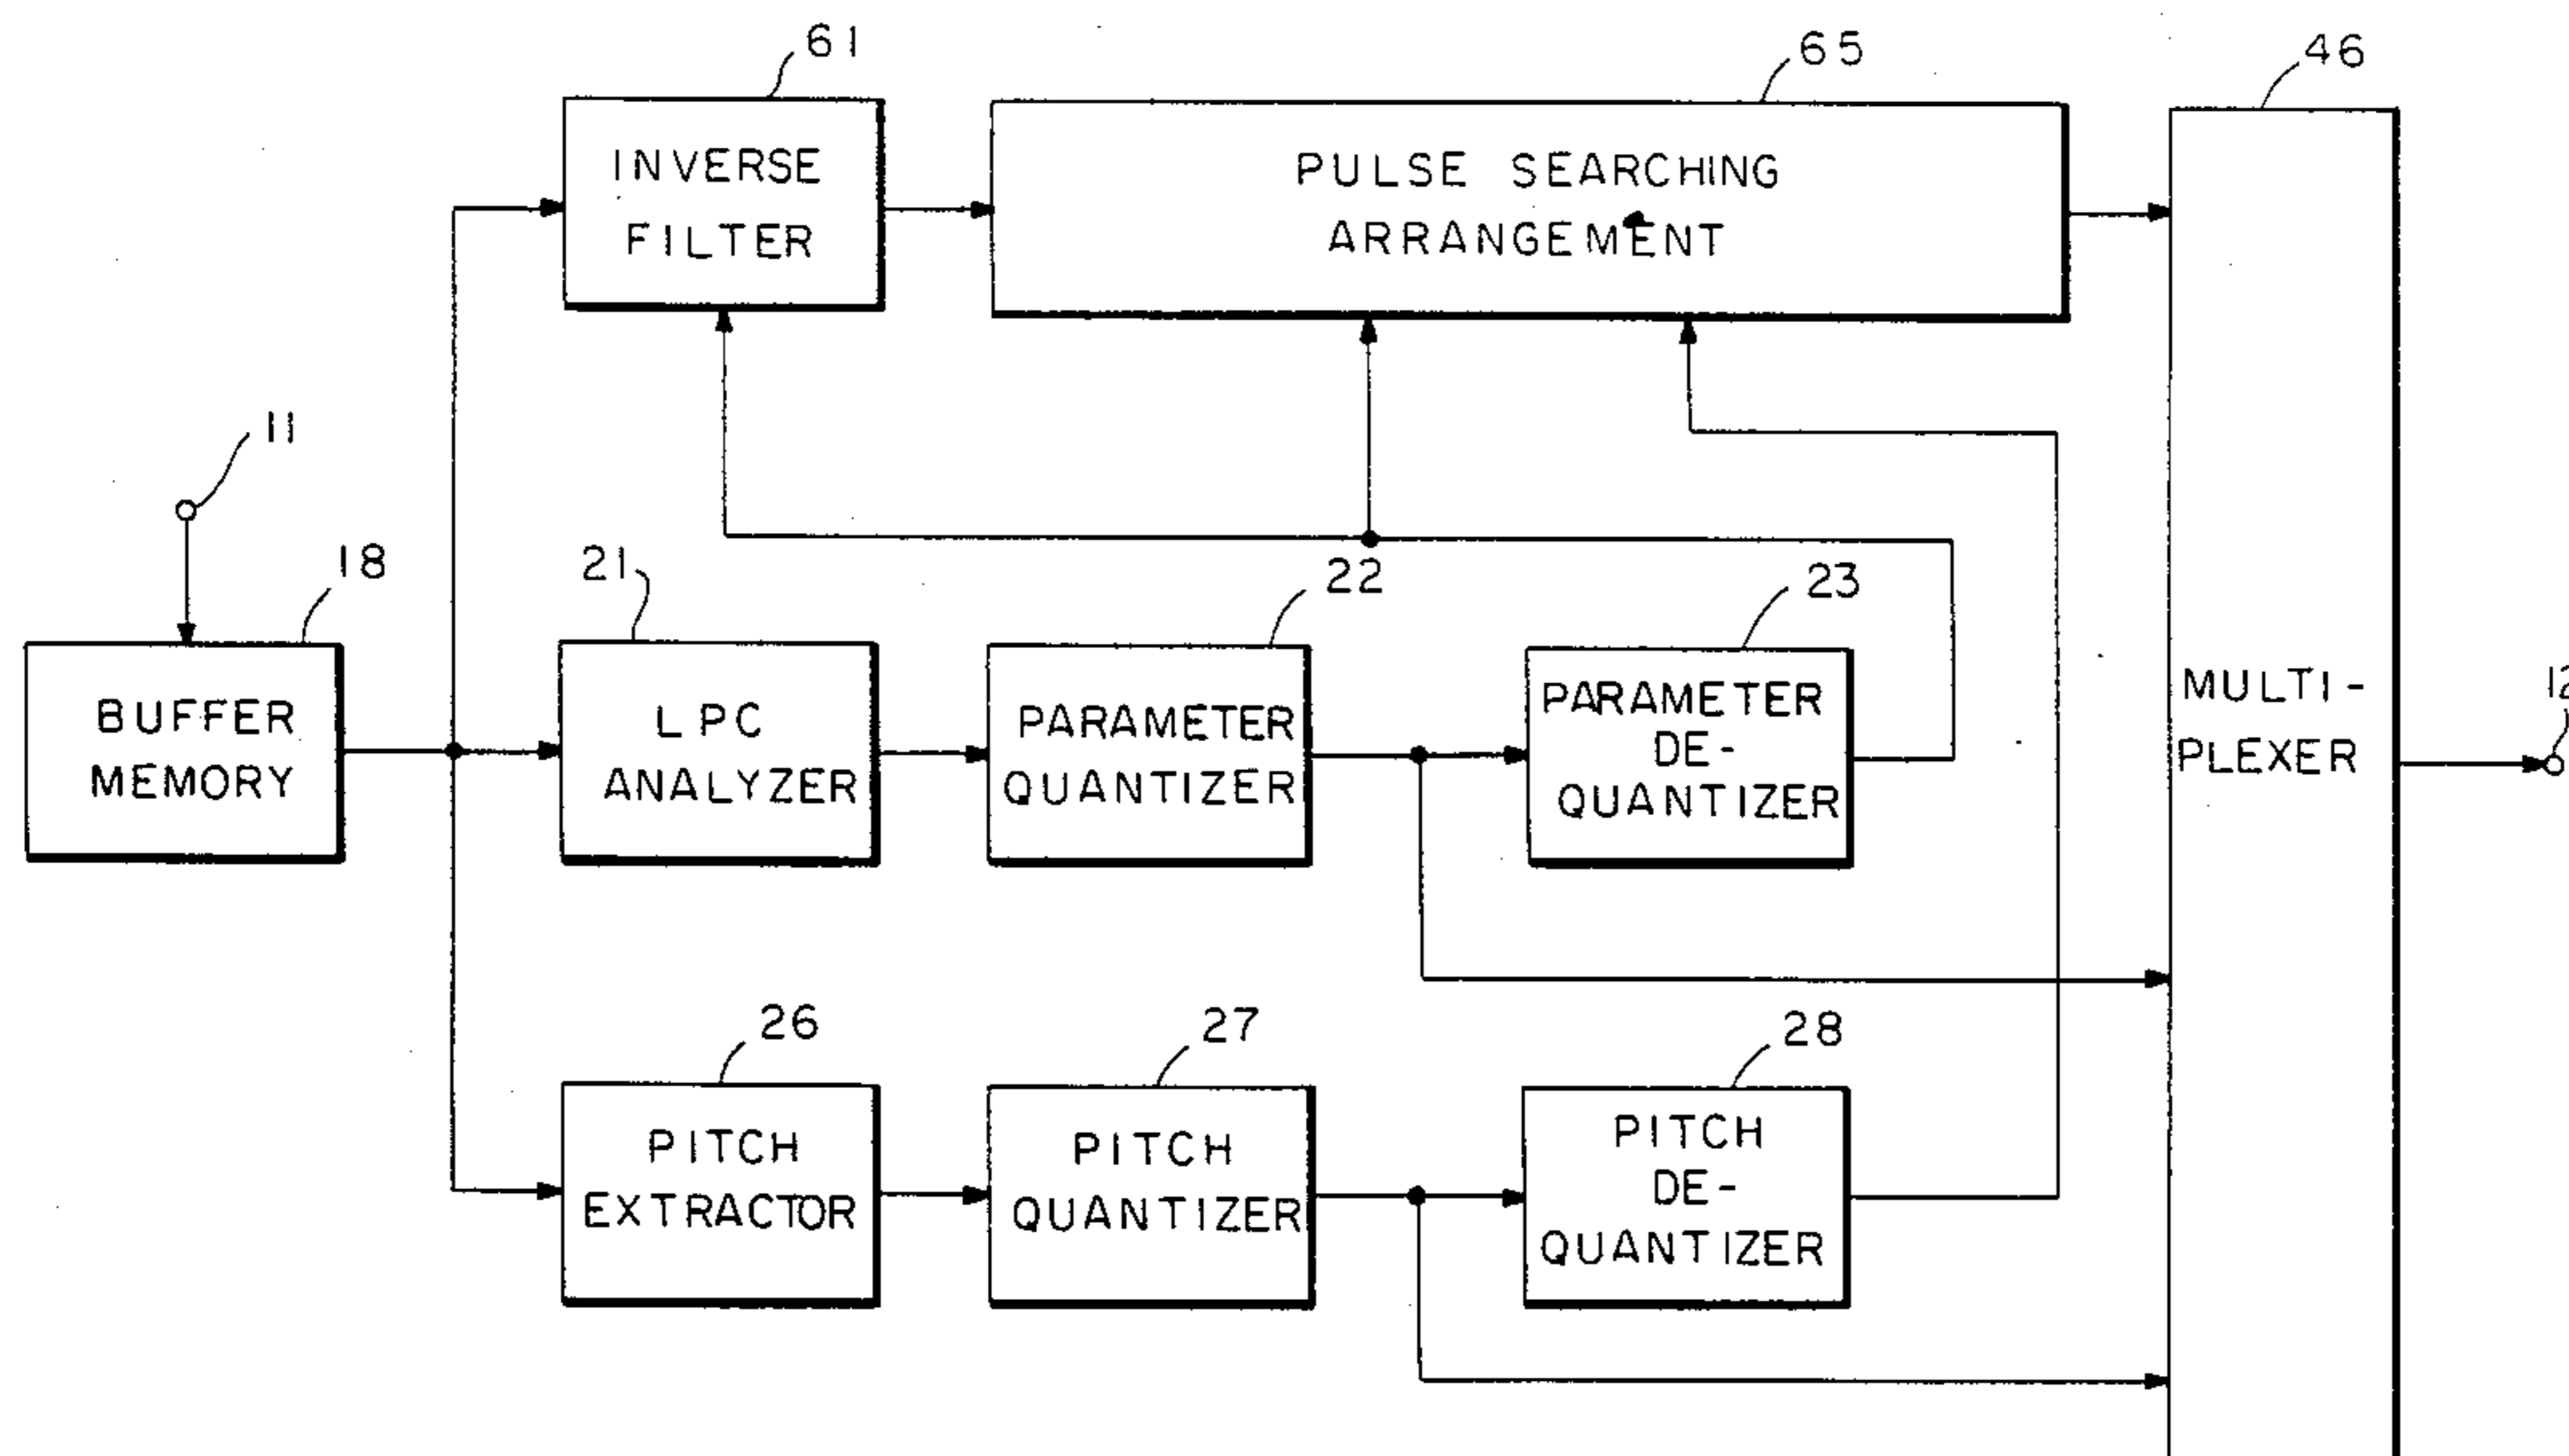 61
65
46
INVERSE
FILTER
PULSE SEARCHING
ARRANGEMENT
11
18
21
22
23
BUFFER
MEMORY
LPC
ANALYZER
PARAMETER
QUANTIZER
PARAMETER
DE-
QUANTIZER
MULTI-
PLEXER
12
26
27
28
PITCH
EXTRACTOR
PITCH
QUANTIZER
PITCH
DE-
QUANTIZER